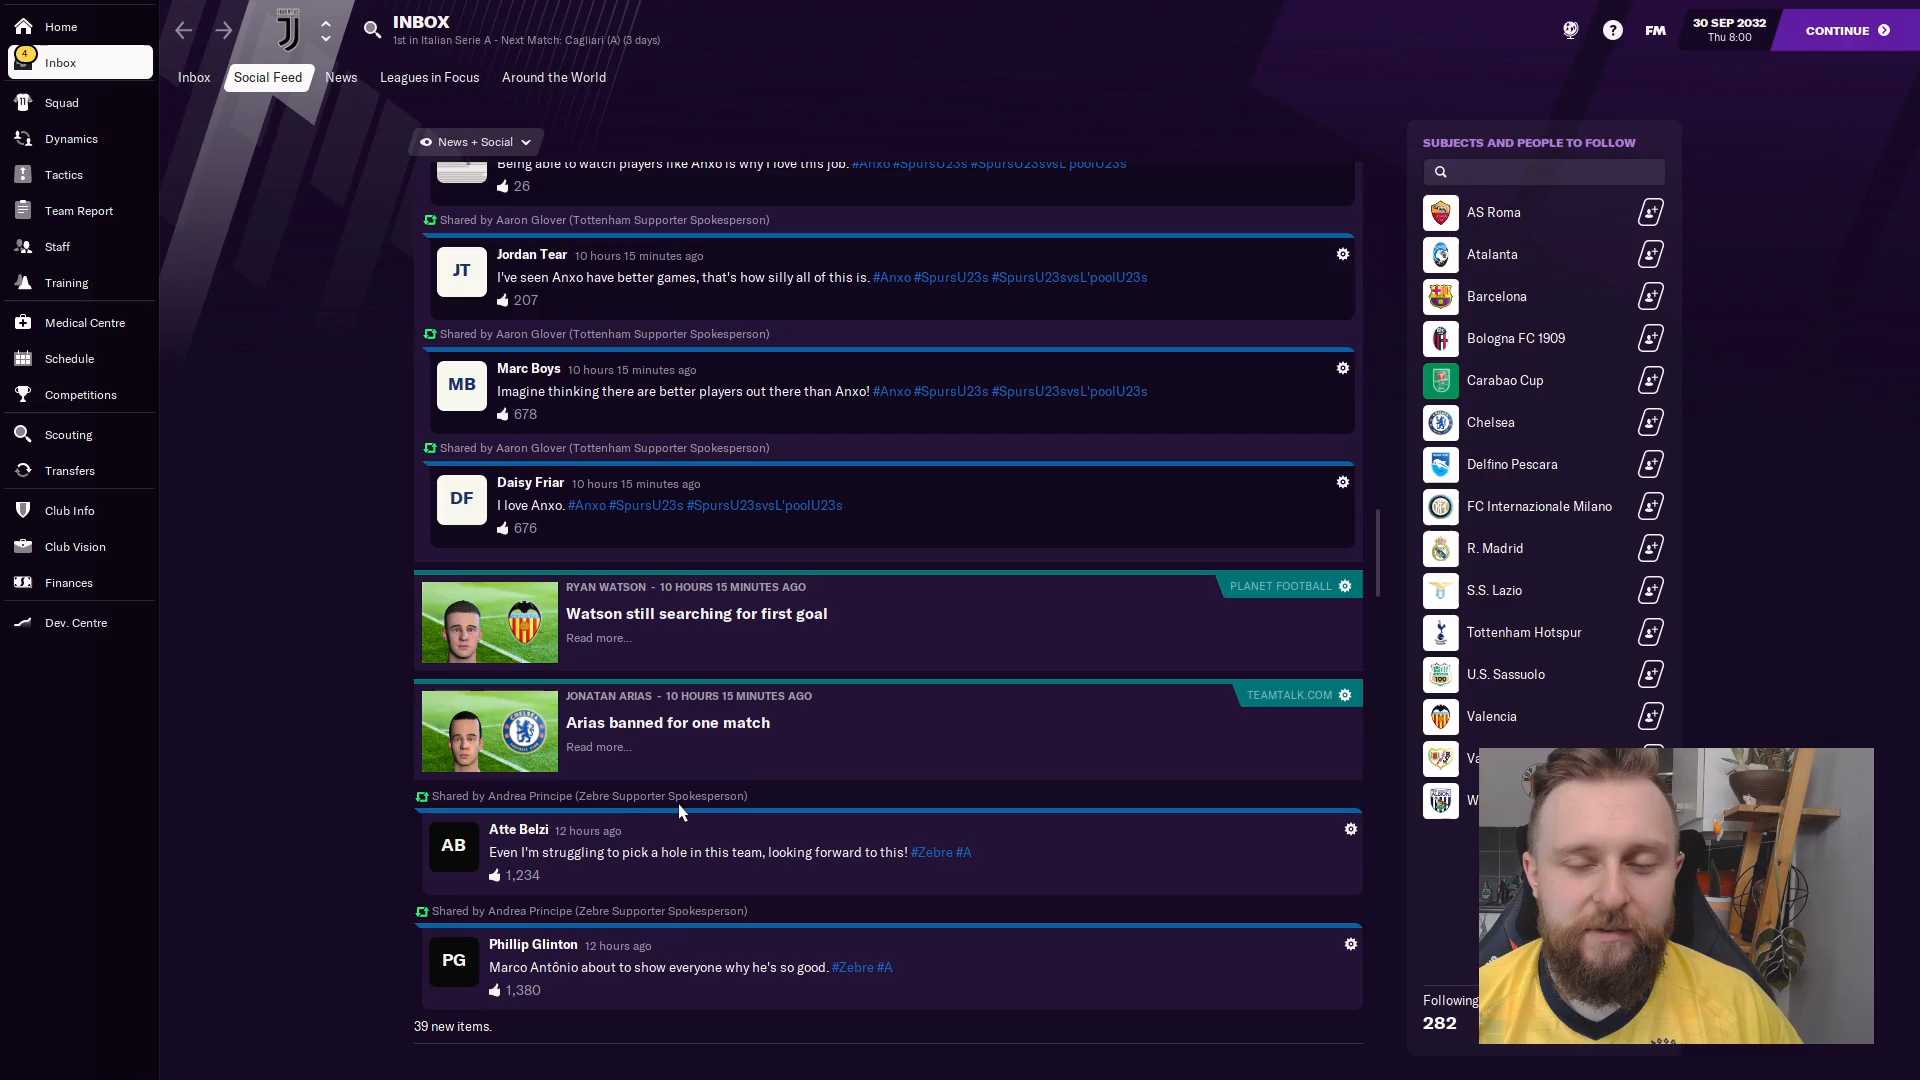 Home
4
Inbox
Squad
Dynamics
Tactics
Team Report
Staff
Training
Medical Centre
Schedule
Competitions
Scouting
Transfers
Club Info
Club Vision
Finances
Dev. Centre
INBOX
1st in Italian Serie A - Next Match: Cagliari (A) (3 days)
FM
30 SEP 2032
Thu 8:00
CONTINUE
Inbox
Social Feed
News
Leagues in Focus
Around the World
News + Social
Being able to watch players like Anxo is why I love this job. #Anxo #SpursU23s #SpursU23svsL'poolU23s
26
Shared by Aaron Glover (Tottenham Supporter Spokesperson)
JT
Jordan Tear 10 hours 15 minutes ago
I've seen Anxo have better games, that's how silly all of this is. #Anxo #SpursU23s #SpursU23svsL'poolU23s
207
Shared by Aaron Glover (Tottenham Supporter Spokesperson)
MB
Marc Boys 10 hours 15 minutes ago
Imagine thinking there are better players out there than Anxo! #Anxo #SpursU23s #SpursU23svsL'poolU23s
678
Shared by Aaron Glover (Tottenham Supporter Spokesperson)
DF
Daisy Friar 10 hours 15 minutes ago
I love Anxo. #Anxo #SpursU23s #SpursU23svsL'poolU23s
676
RYAN WATSON - 10 HOURS 15 MINUTES AGO
PLANET FOOTBALL
Watson still searching for first goal
Read more...
JONATAN ARIAS - 10 HOURS 15 MINUTES AGO
TEAMTALK.COM
Arias banned for one match
Read more...
Shared by Andrea Principe (Zebre Supporter Spokesperson)
AB
Atte Belzi 12 hours ago
Even I'm struggling to pick a hole in this team, looking forward to this! #Zebre #A
1,234
Shared by Andrea Principe (Zebre Supporter Spokesperson)
PG
Phillip Glinton 12 hours ago
Marco Antônio about to show everyone why he's so good. #Zebre #A
1,380
39 new items.
SUBJECTS AND PEOPLE TO FOLLOW
AS Roma
Atalanta
Barcelona
Bologna FC 1909
Carabao Cup
Chelsea
Delfino Pescara
FC Internazionale Milano
R. Madrid
S.S. Lazio
Tottenham Hotspur
U.S. Sassuolo
Valencia
Following
282